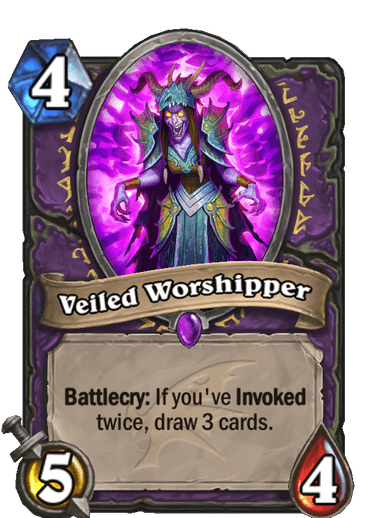 4
Veiled Worshipper
Battlecry: If you've Invoked
twice, draw 3 cards.
5
4